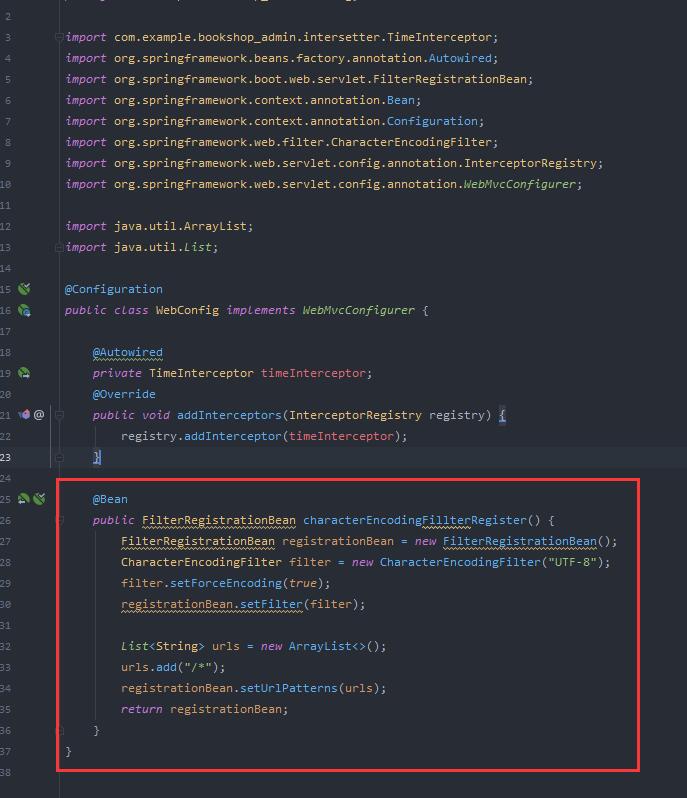 2
3 import com.example.bookshop_admin.intersetter.TimeInterceptor;
4 import org.springframework.beans.factory.annotation.Autowired;
5 import org.springframework.boot.web.servlet.FilterRegistrationBean;
6 import org.springframework.context.annotation.Bean;
7 import org.springframework.context.annotation.Configuration;
8 import org.springframework.web.filter.CharacterEncodingFilter;
9 import org.springframework.web.servlet.config.annotation.InterceptorRegistry;
10 import org.springframework.web.servlet.config.annotation.WebMvcConfigurer;
11
12 import java.util.ArrayList;
13 import java.util.List;
14
15 @Configuration
16 public class WebConfig implements WebMvcConfigurer {
17
18 @Autowired
19 private TimeInterceptor timeInterceptor;
20 @Override
21 @ public void addInterceptors(InterceptorRegistry registry) {
22 registry.addInterceptor(timeInterceptor);
23 }
24
25 @Bean
26 public FilterRegistrationBean characterEncodingFillterRegister() {
27 FilterRegistrationBean registrationBean = new FilterRegistrationBean();
28 CharacterEncodingFilter filter = new CharacterEncodingFilter("UTF-8");
29 filter.setForceEncoding(true);
30 registrationBean.setFilter(filter);
31
32 List<String> urls = new ArrayList<>();
33 urls.add("/*");
34 registrationBean.setUrlPatterns(urls);
35 return registrationBean;
36 }
37 }
38